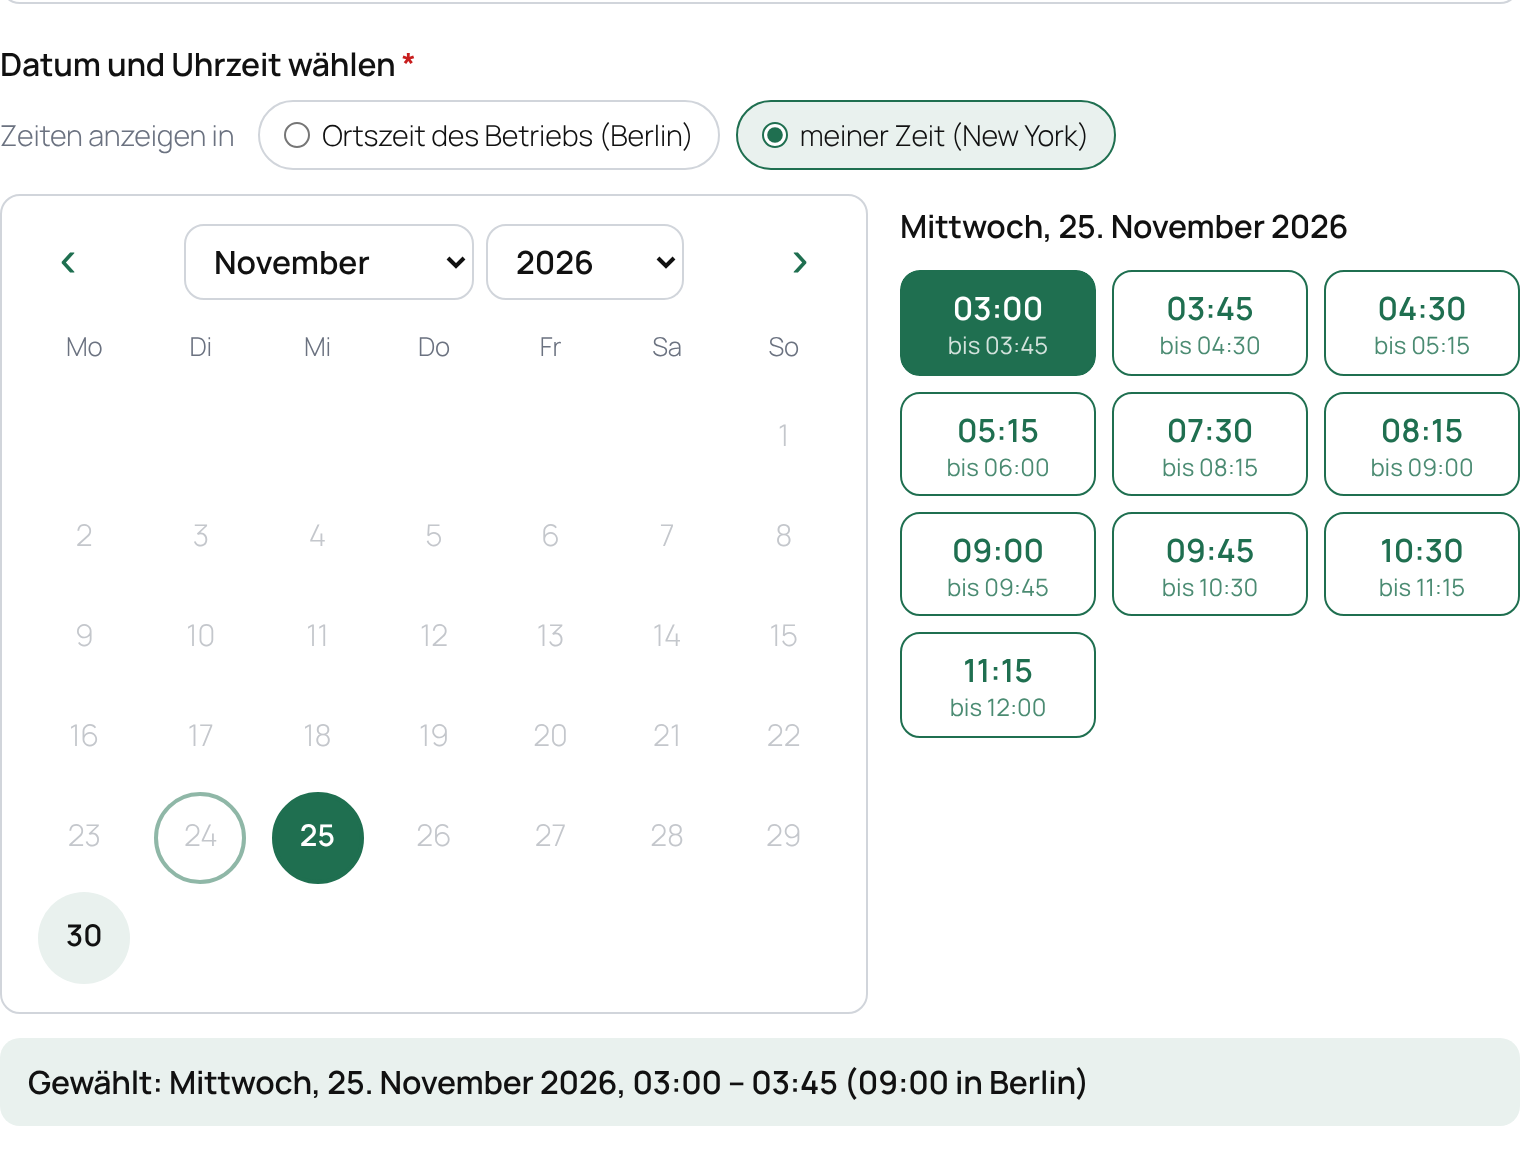 Datum und Uhrzeit wählen *
Zeiten anzeigen in Ortszeit des Betriebs (Berlin) meiner Zeit (New York)
November 2026
Mo Di Mi Do Fr Sa So
1
2 3 4 5 6 7 8
9 10 11 12 13 14 15
16 17 18 19 20 21 22
23 24 25 26 27 28 29
30
Mittwoch, 25. November 2026
03:00 03:45 04:30
bis 03:45 bis 04:30 bis 05:15
05:15 07:30 08:15
bis 06:00 bis 08:15 bis 09:00
09:00 09:45 10:30
bis 09:45 bis 10:30 bis 11:15
11:15
bis 12:00
Gewählt: Mittwoch, 25. November 2026, 03:00 – 03:45 (09:00 in Berlin)